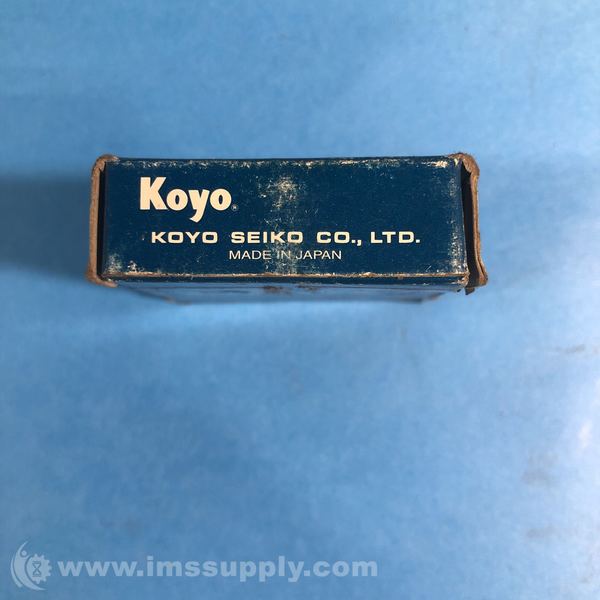 Koyo®
KOYO SEIKO CO., LTD.
MADE IN JAPAN
www.imssupply.com